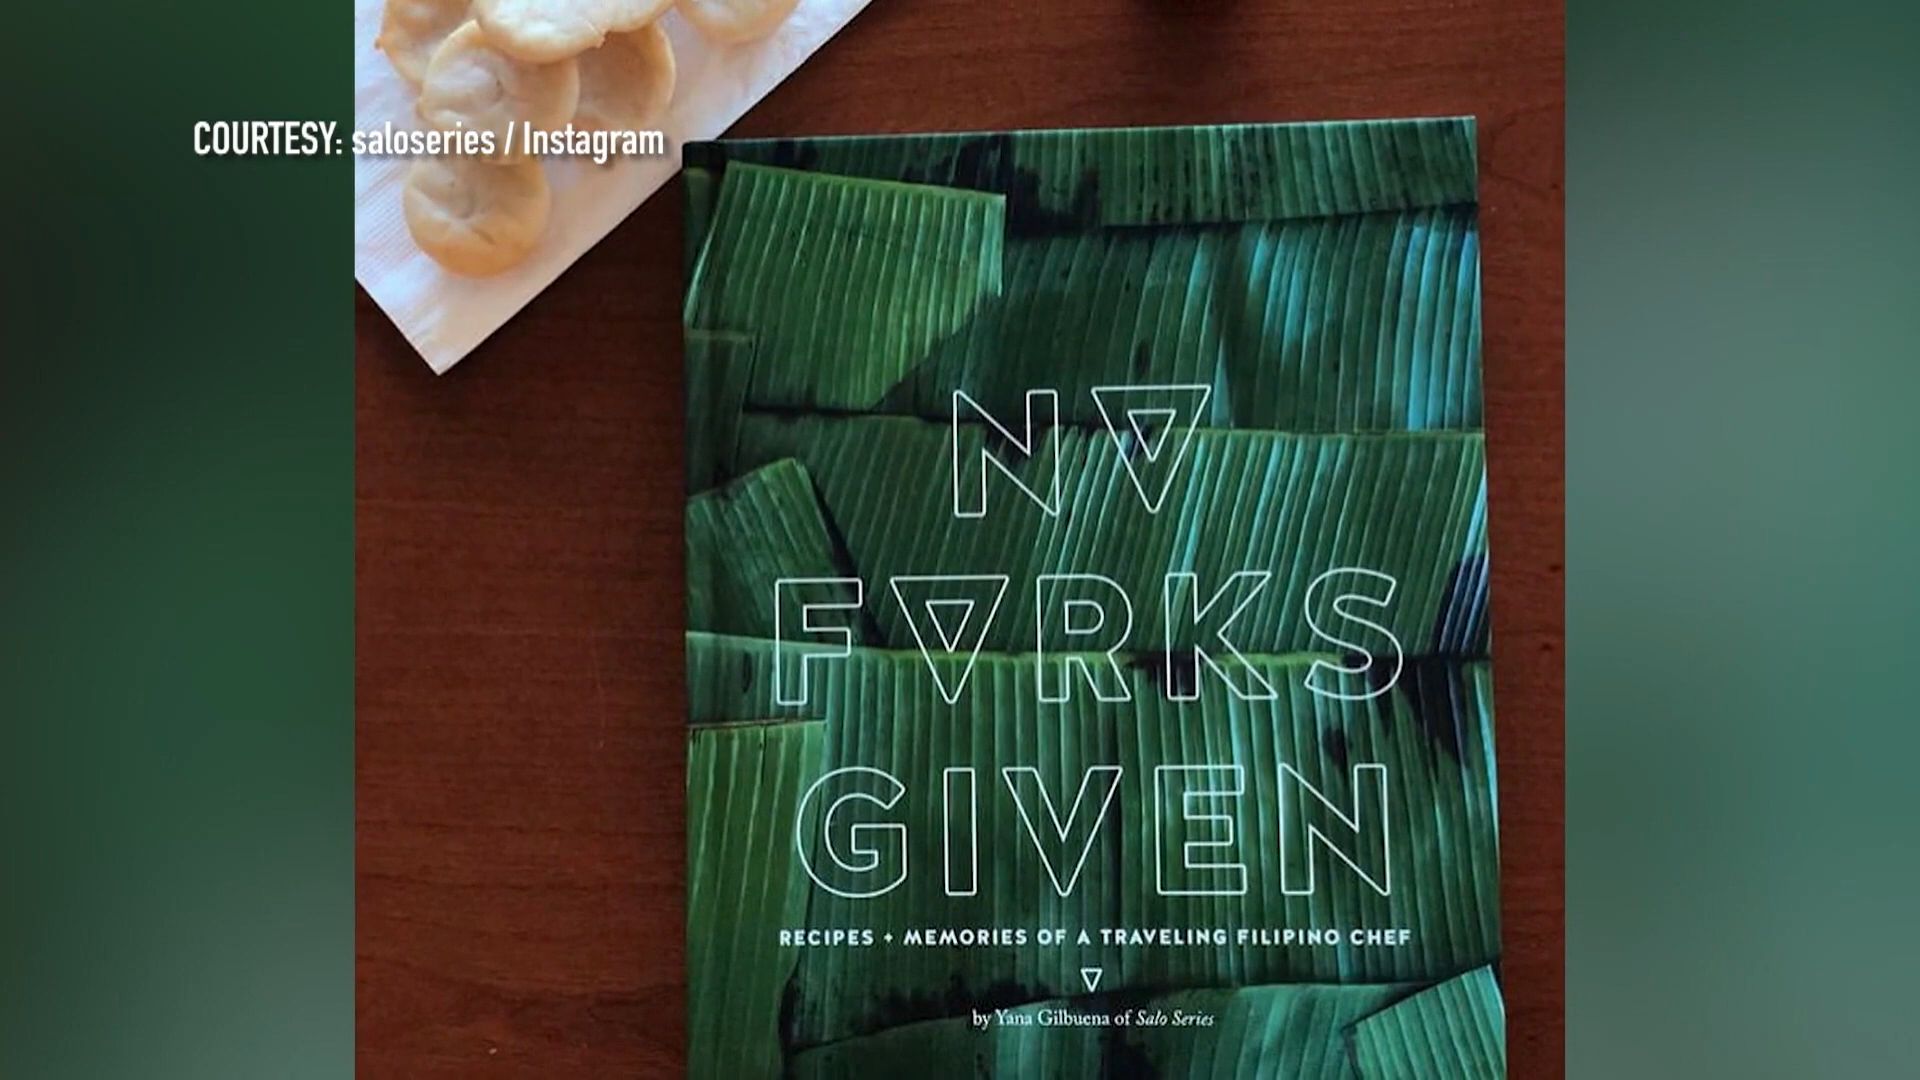 COURTESY: saloseries / Instagram
NO
FORKS
GIVEN
RECIPES + MEMORIES OF A TRAVELING FILIPINO CHEF
by Yana Gilbuena of Salo Series